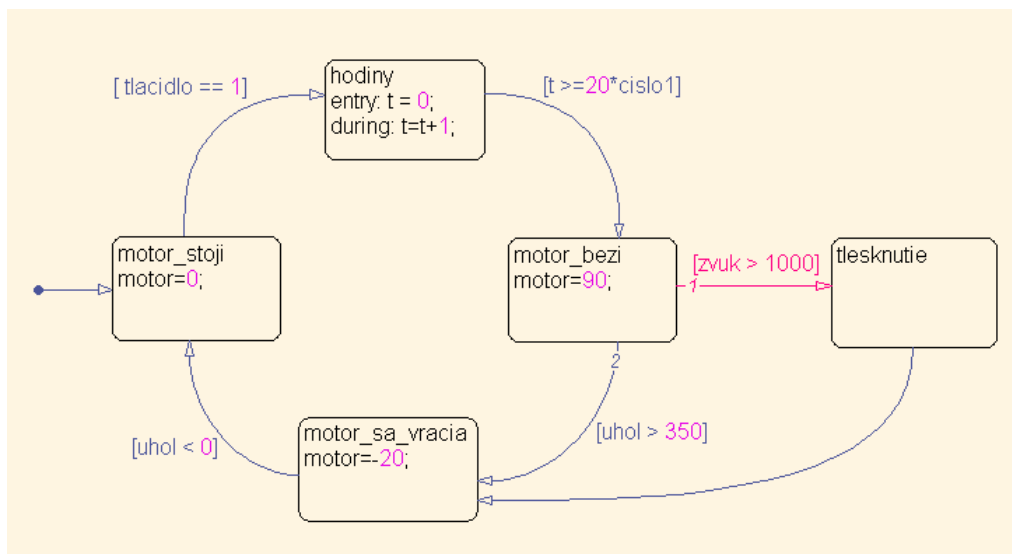 [ tlacidlo == 1]
hodiny
entry: t = 0;
during: t=t+1;
[t >=20*cislo1]
motor_stoji
motor=0;
motor_bezi
motor=90;
1
[zvuk > 1000]
tlesknutie
2
[uhol < 0]
motor_sa_vracia
motor=-20;
[uhol > 350]